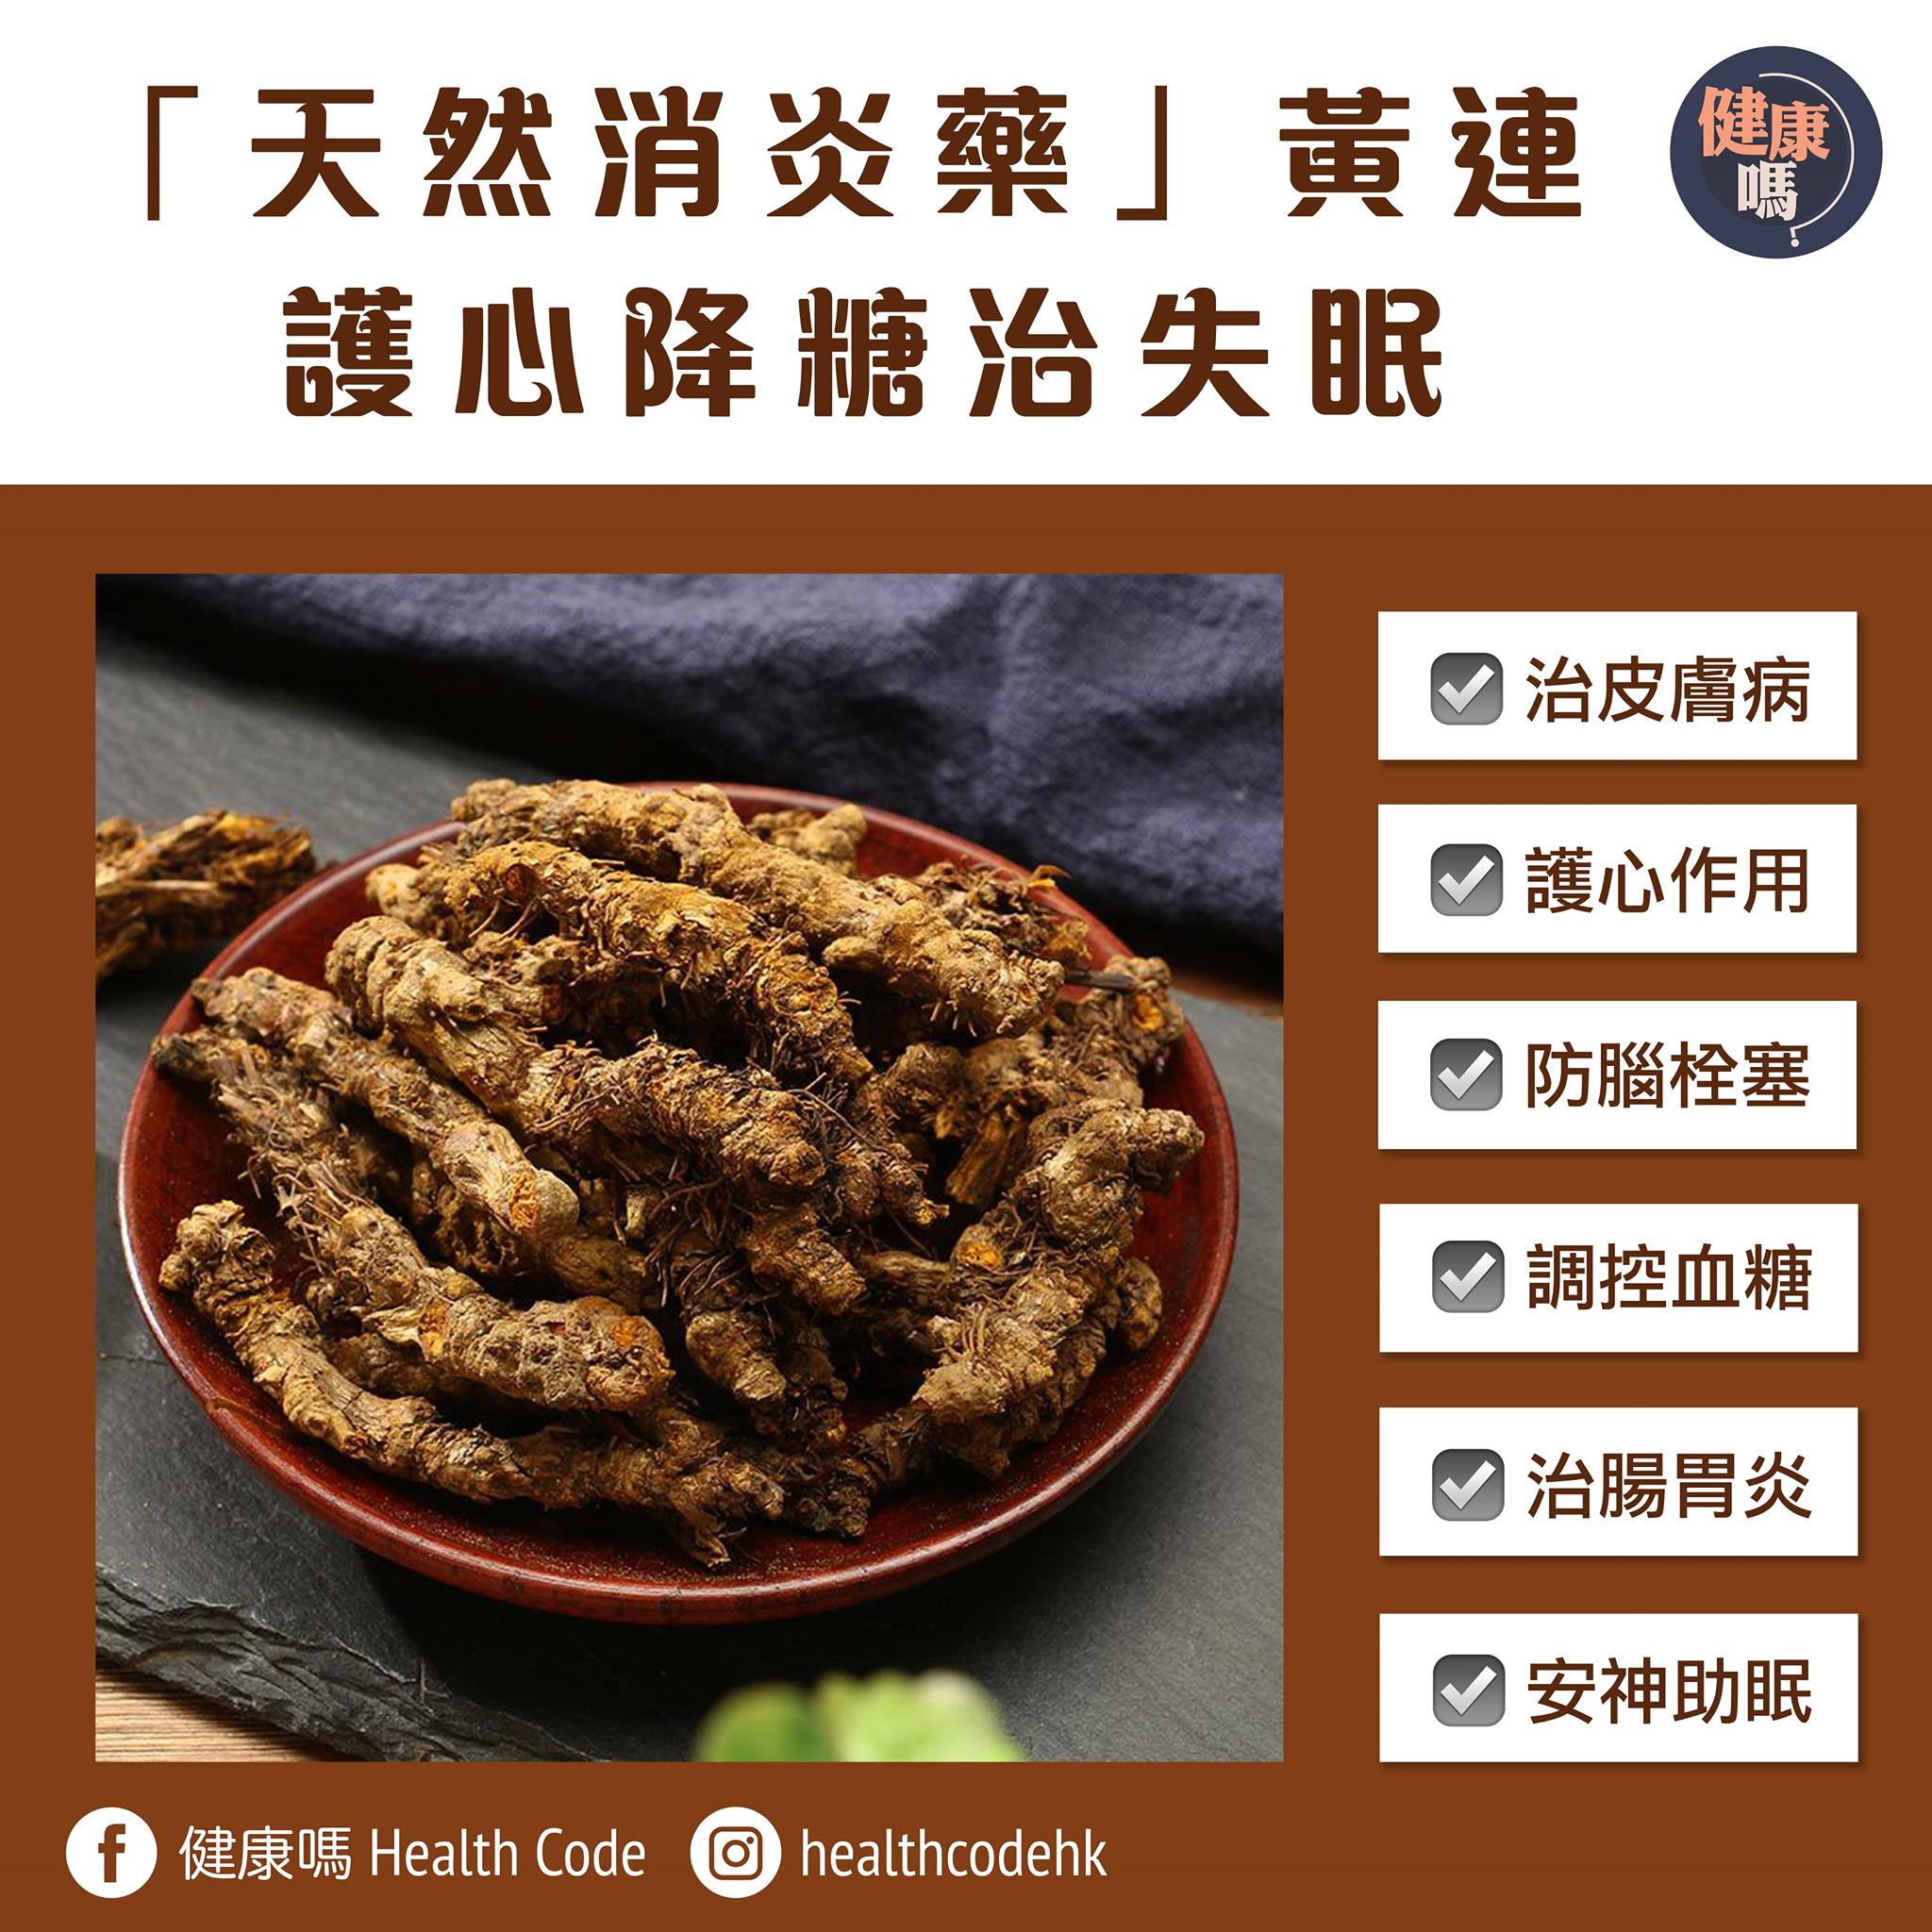 「天然消炎藥」黃連
護心降糖治失眠
健康
嗎?
治皮膚病
護心作用
防腦栓塞
調控血糖
治腸胃炎
安神助眠
健康嗎 Health Code
healthcodehk